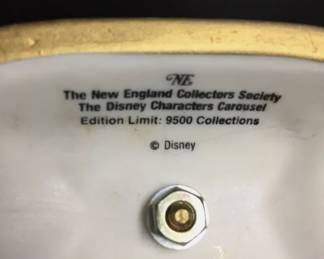 NE
The New England Collectors Society
The Disney Characters Carousel
Edition Limit: 9500 Collections
© Disney